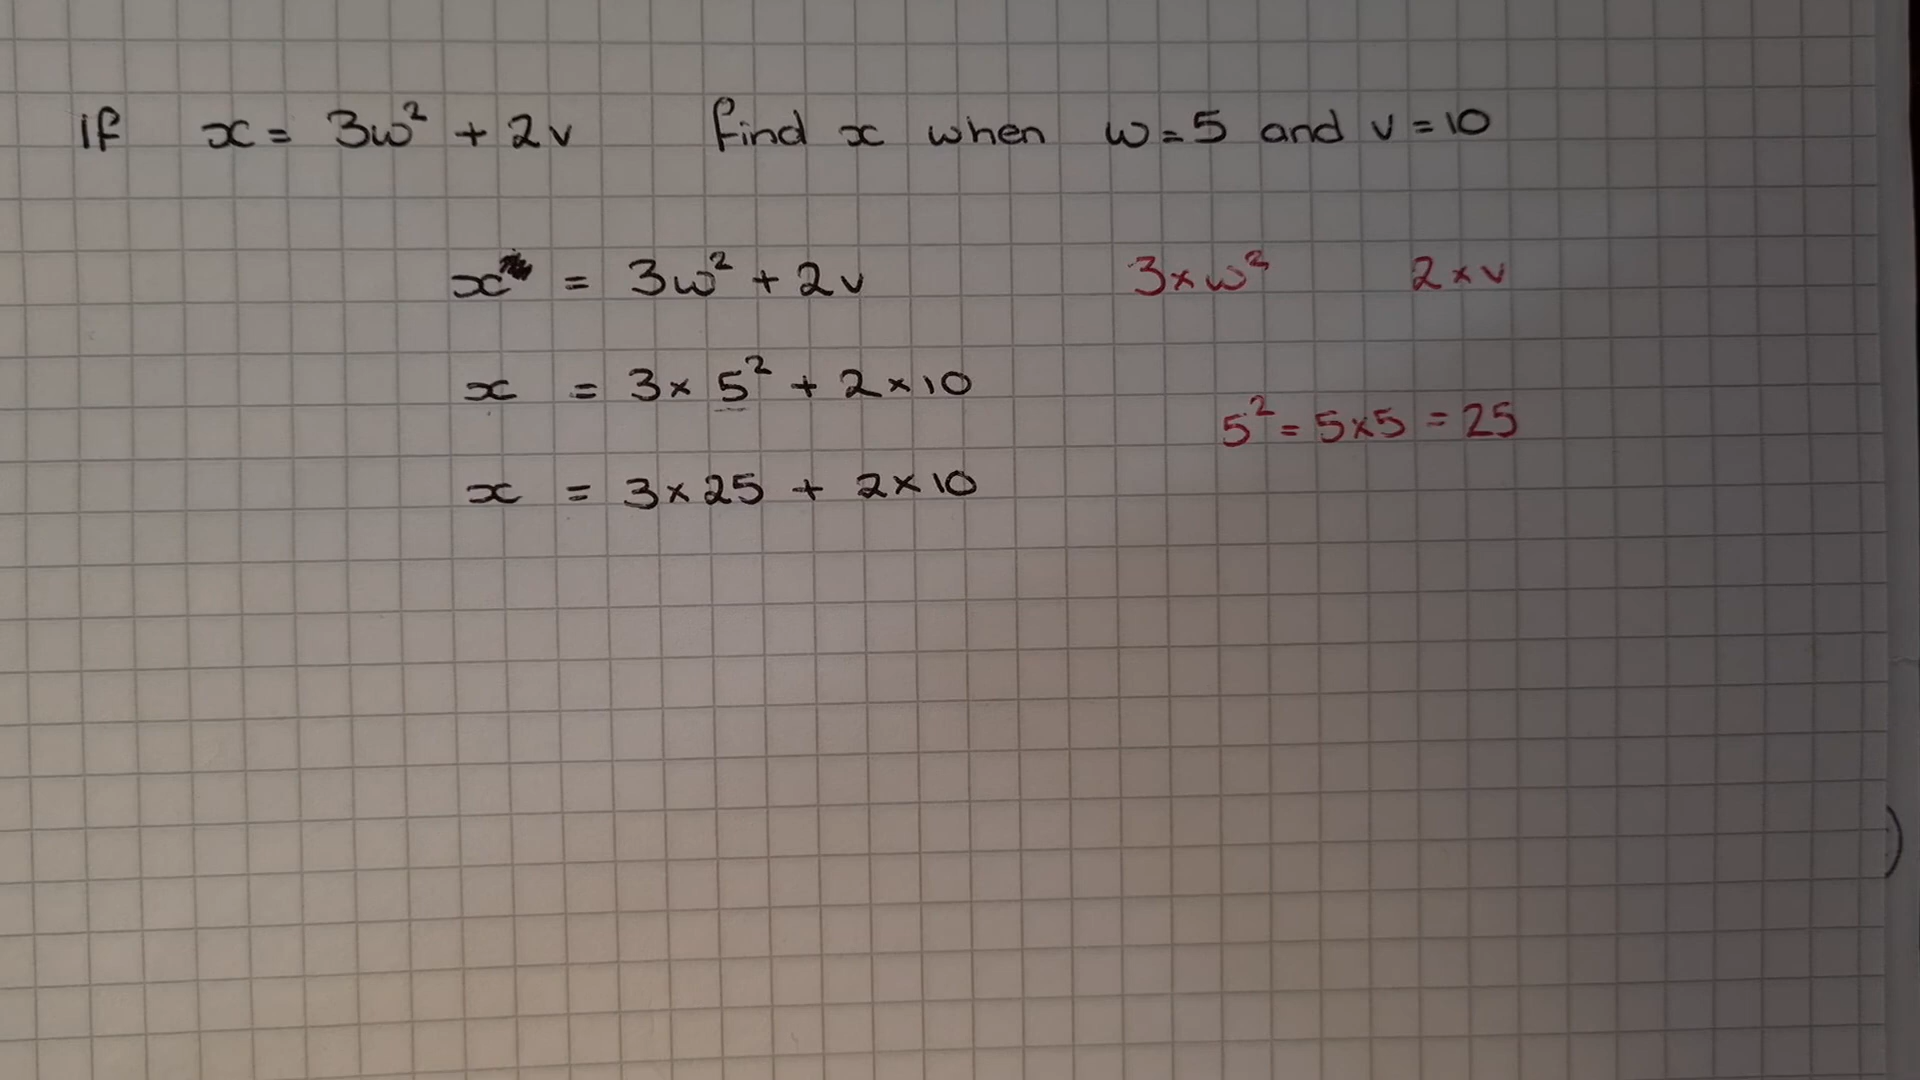 If x = 3w² + 2v find x when w = 5 and v = 10
x = 3w² + 2v 3 × w² 2 × v
x = 3 × 5² + 2 × 10
5² = 5 × 5 = 25
x = 3 × 25 + 2 × 10